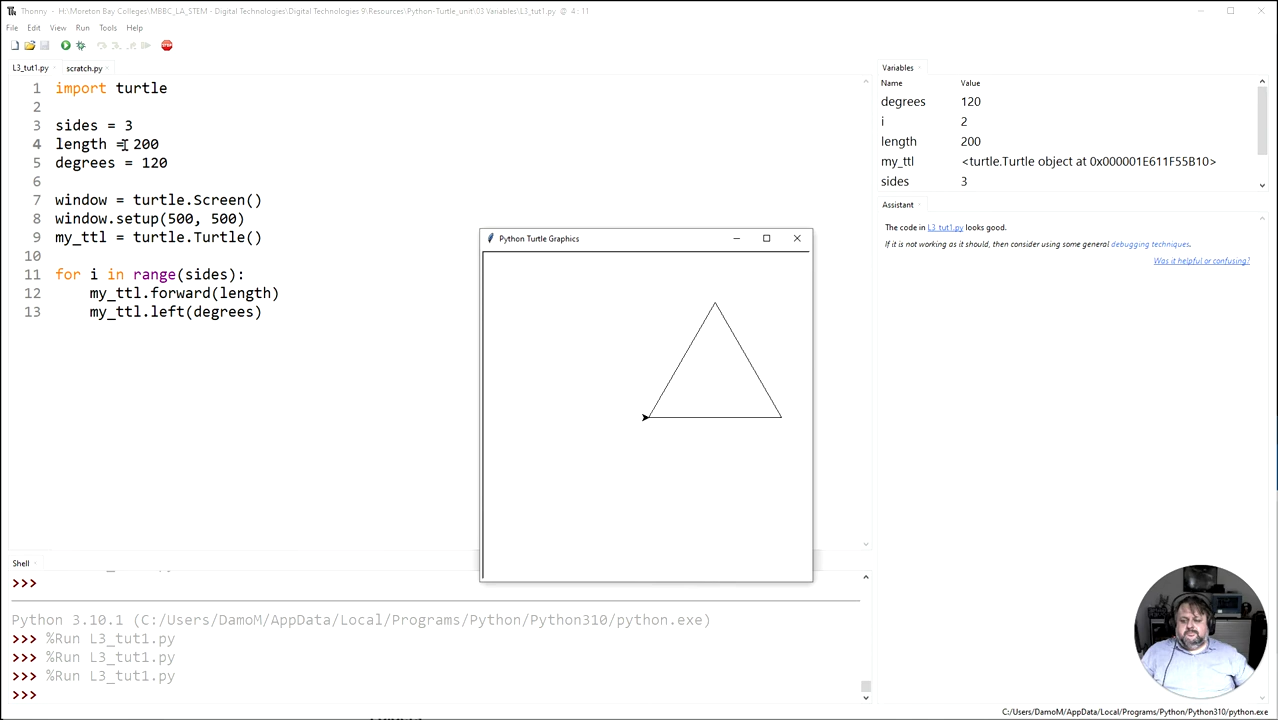 Thonny - H:\Moreton Bay Colleges\MBBC_LA_STEM - Digital Technologies\Digital Technologies 9\Resources\Python-Turtle_unit\03 Variables\L3_tut1.py @ 4 : 11
File Edit View Run Tools Help
STOP
L3_tut1.py × scratch.py ×
1 import turtle
2
3 sides = 3
4 length = 200
5 degrees = 120
6
7 window = turtle.Screen()
8 window.setup(500, 500)
9 my_ttl = turtle.Turtle()
10
11 for i in range(sides):
12 my_ttl.forward(length)
13 my_ttl.left(degrees)
Python Turtle Graphics
Variables ×
Name Value
degrees 120
i 2
length 200
my_ttl <turtle.Turtle object at 0x000001E611F55B10>
sides 3
Assistant ×
The code in L3_tut1.py looks good.
If it is not working as it should, then consider using some general debugging techniques.
Was it helpful or confusing?
Shell ×
>>>
Python 3.10.1 (C:/Users/DamoM/AppData/Local/Programs/Python/Python310/python.exe)
>>> %Run L3_tut1.py
>>> %Run L3_tut1.py
>>> %Run L3_tut1.py
>>>
C:/Users/DamoM/AppData/Local/Programs/Python/Python310/python.exe